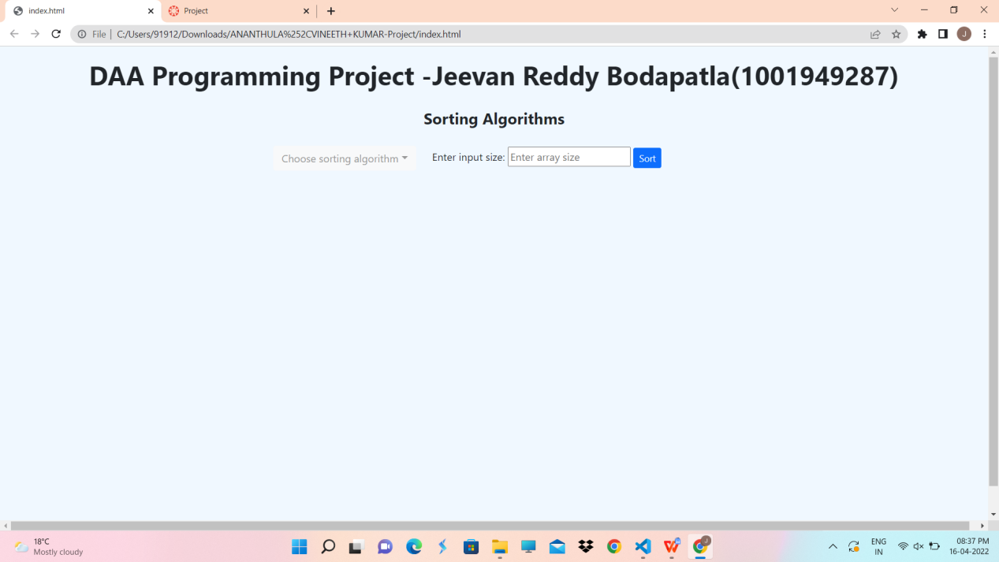 index.html
Project
File
C:/Users/91912/Downloads/ANANTHULA%252CVINEETH+KUMAR-Project/index.html
J
DAA Programming Project -Jeevan Reddy Bodapatla(1001949287)
Sorting Algorithms
Choose sorting algorithm
Enter input size:
Enter array size
Sort
18°C
Mostly cloudy
J
ENG
IN
08:37 PM
16-04-2022